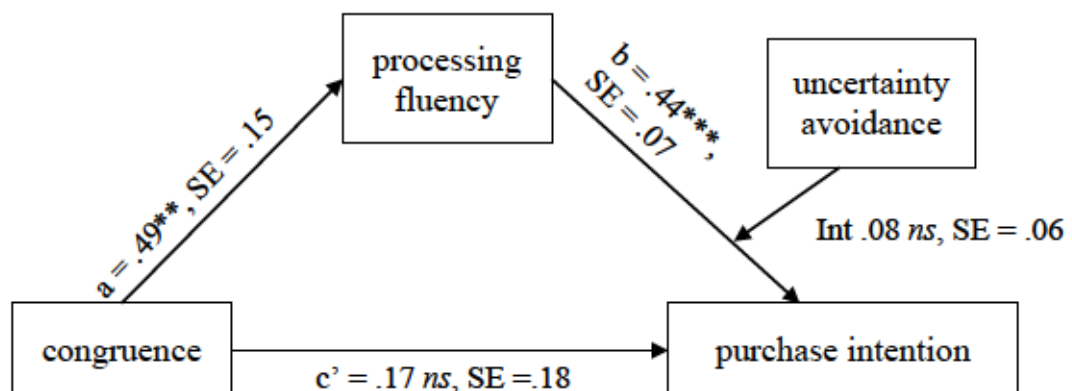 processing
fluency
uncertainty
avoidance
a = .49**, SE = .15
b = .44***,
SE = .07
Int .08 ns, SE = .06
congruence
purchase intention
c’ = .17 ns, SE =.18